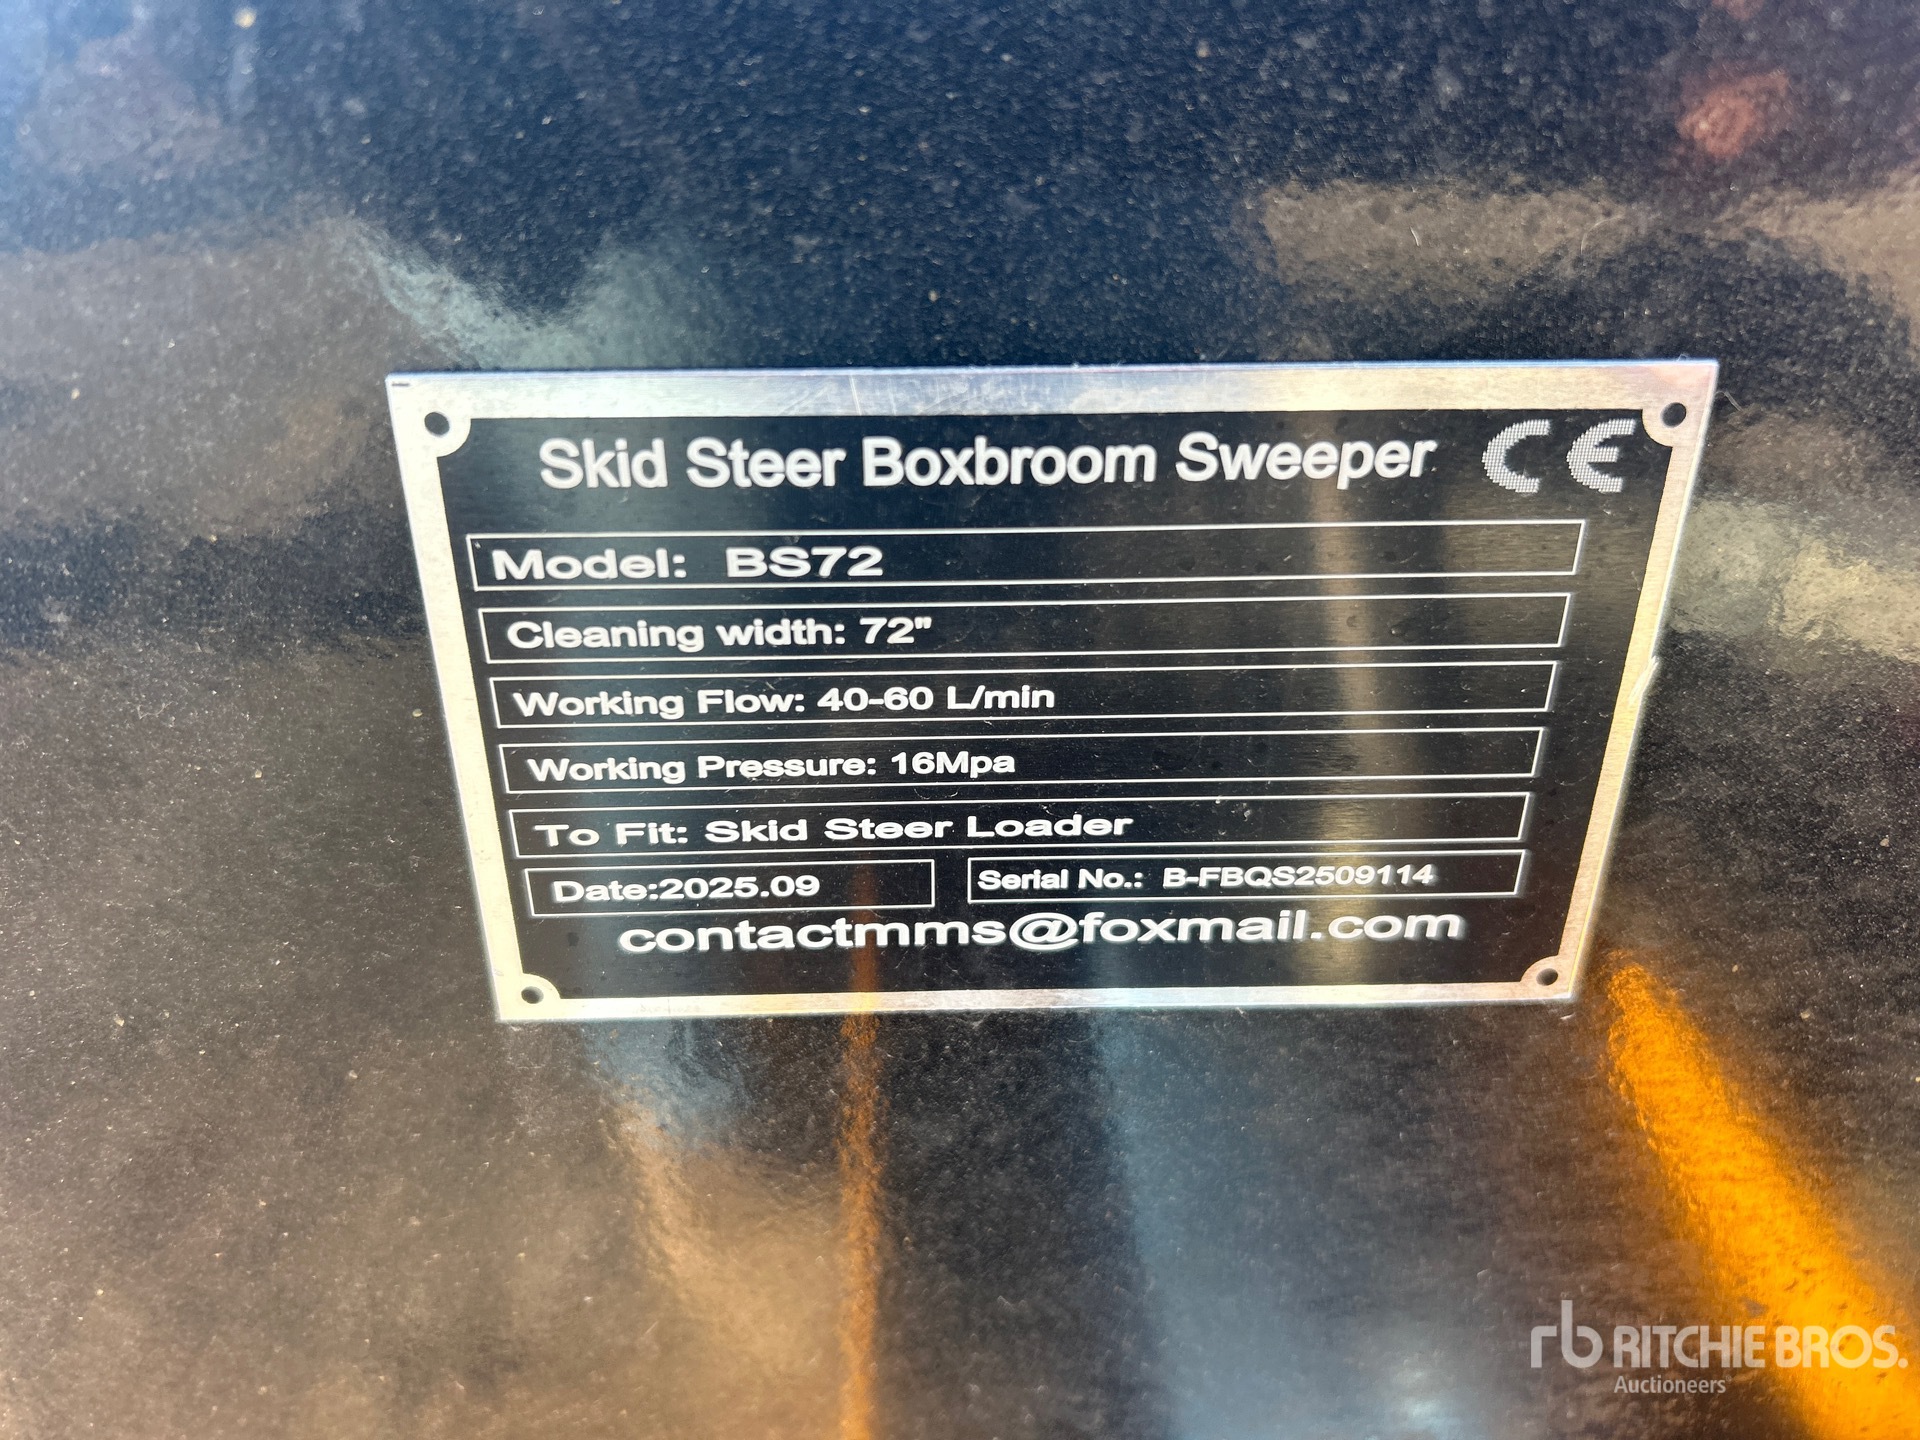 Skid Steer Boxbroom Sweeper CE
Model: BS72
Cleaning width: 72"
Working Flow: 40-60 L/min
Working Pressure: 16Mpa
To Fit: Skid Steer Loader
Date:2025.09 Serial No.: B-FBQS2509114
contactmms@foxmail.com
rb RITCHIE BROS.
Auctioneers